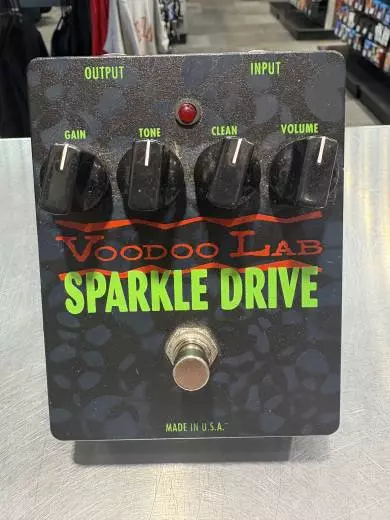 OUTPUT INPUT
GAIN TONE CLEAN VOLUME
VOODOO LAB
SPARKLE DRIVE
MADE IN U.S.A.